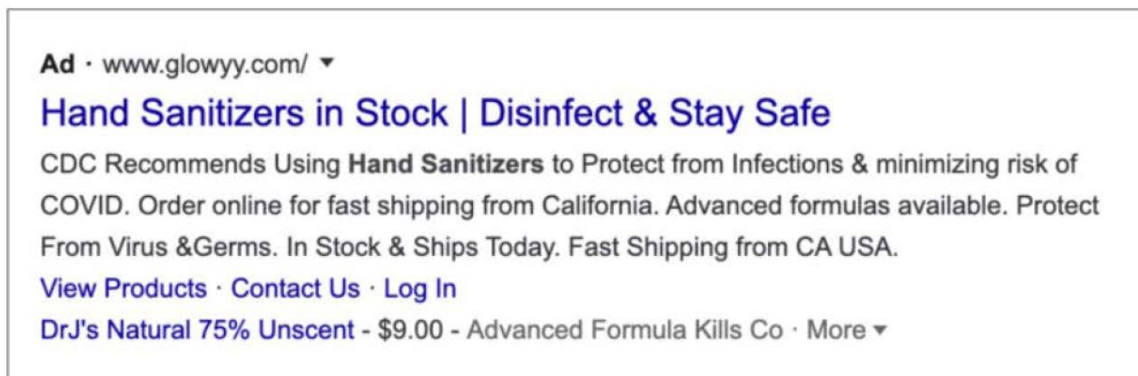 Ad · www.glowyy.com/
Hand Sanitizers in Stock | Disinfect & Stay Safe
CDC Recommends Using Hand Sanitizers to Protect from Infections & minimizing risk of
COVID. Order online for fast shipping from California. Advanced formulas available. Protect
From Virus &Germs. In Stock & Ships Today. Fast Shipping from CA USA.
View Products · Contact Us · Log In
DrJ's Natural 75% Unscent - $9.00 - Advanced Formula Kills Co · More